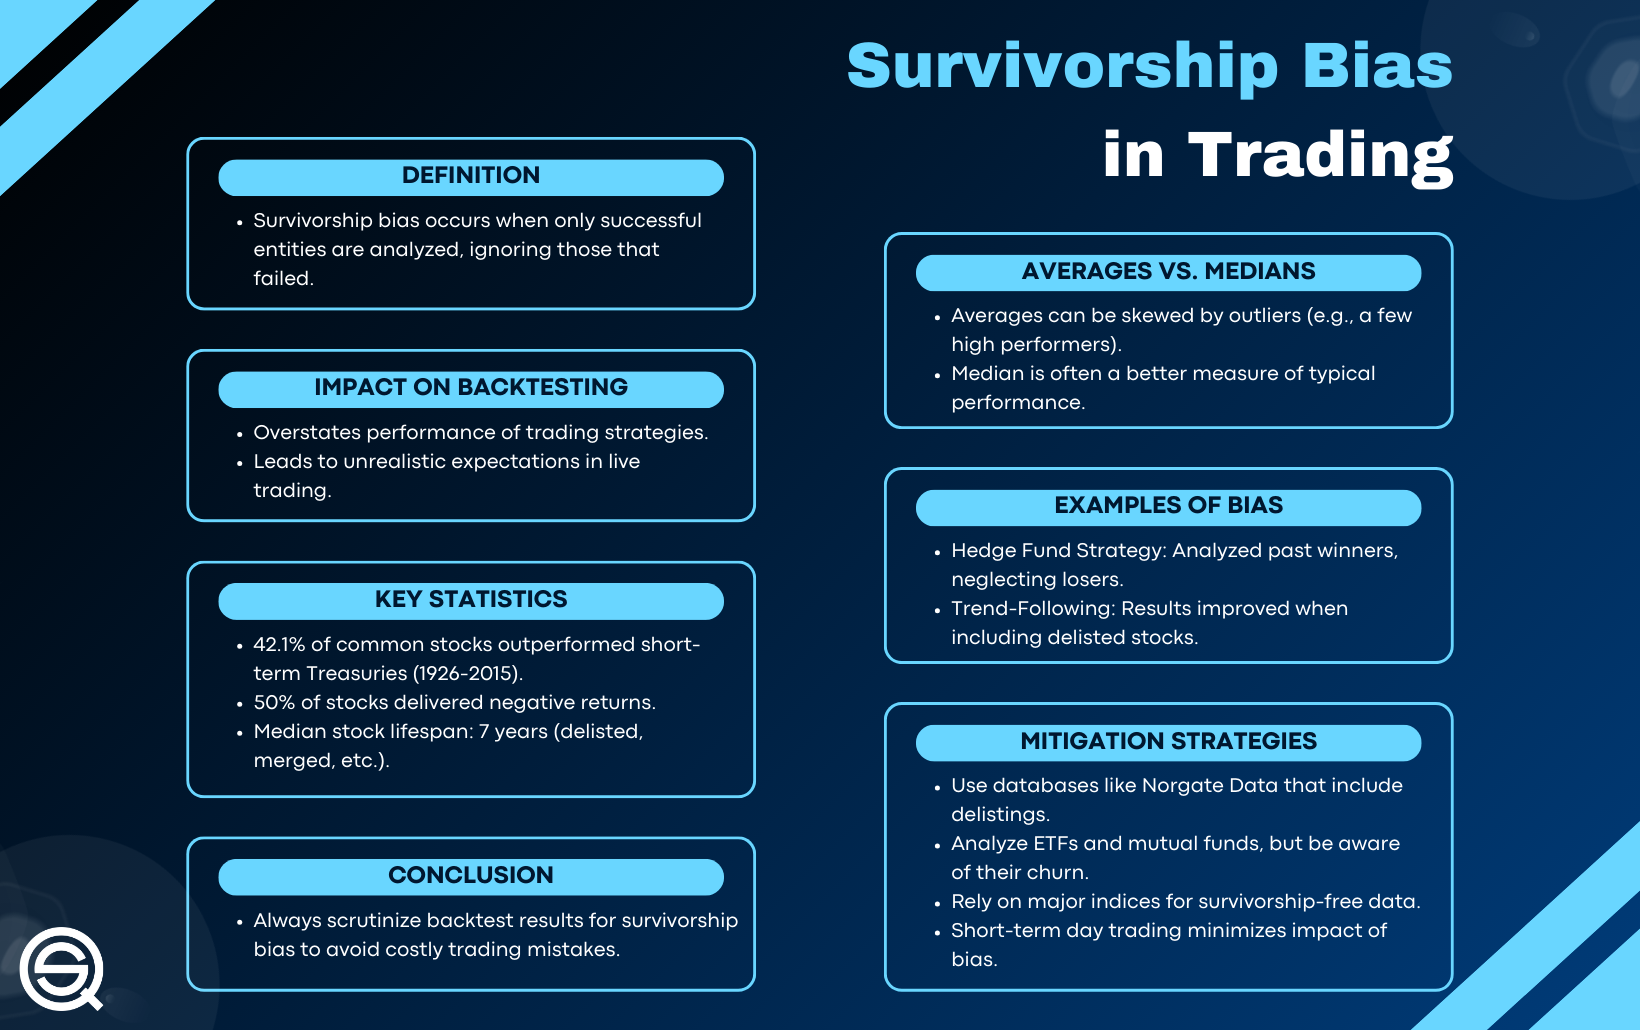 Survivorship Bias
in Trading
DEFINITION
• Survivorship bias occurs when only successful
entities are analyzed, ignoring those that
failed.
IMPACT ON BACKTESTING
• Overstates performance of trading strategies.
• Leads to unrealistic expectations in live
trading.
KEY STATISTICS
• 42.1% of common stocks outperformed short-
term Treasuries (1926-2015).
• 50% of stocks delivered negative returns.
• Median stock lifespan: 7 years (delisted,
merged, etc.).
CONCLUSION
• Always scrutinize backtest results for survivorship
bias to avoid costly trading mistakes.
AVERAGES VS. MEDIANS
• Averages can be skewed by outliers (e.g., a few
high performers).
• Median is often a better measure of typical
performance.
EXAMPLES OF BIAS
• Hedge Fund Strategy: Analyzed past winners,
neglecting losers.
• Trend-Following: Results improved when
including delisted stocks.
MITIGATION STRATEGIES
• Use databases like Norgate Data that include
delistings.
• Analyze ETFs and mutual funds, but be aware
of their churn.
• Rely on major indices for survivorship-free data.
• Short-term day trading minimizes impact of
bias.